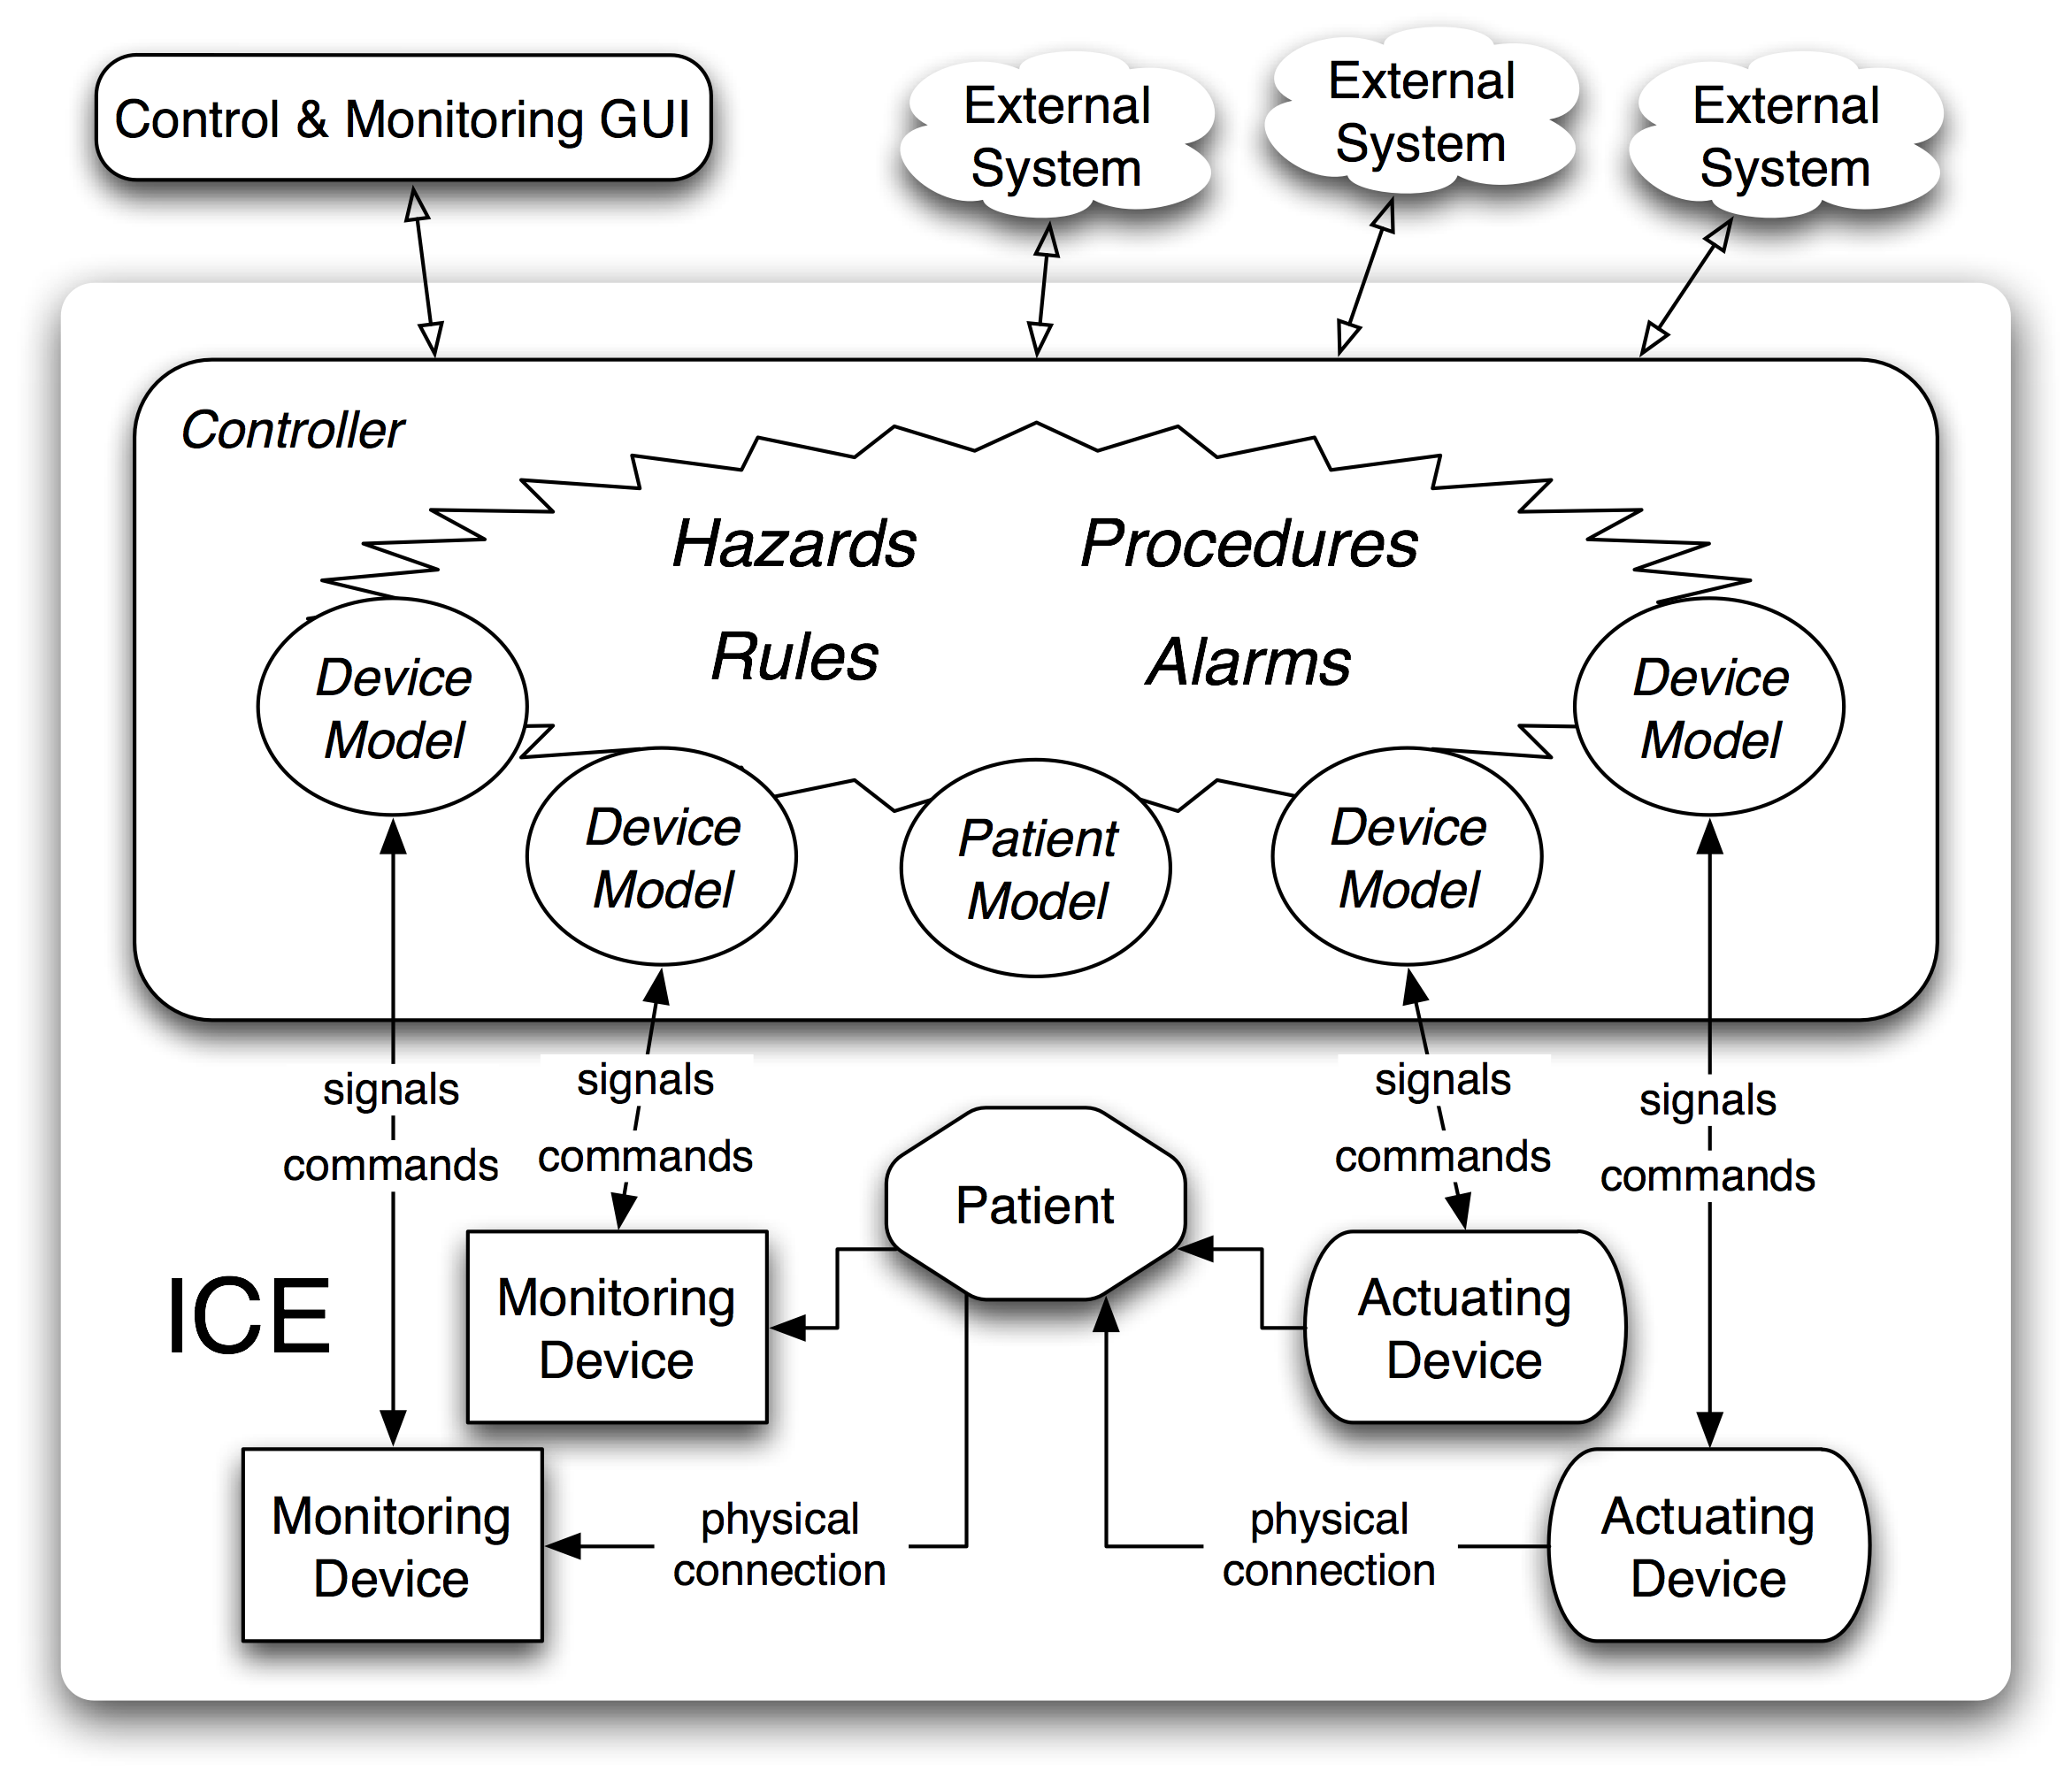 Control & Monitoring GUI
External
System
External
System
External
System
Controller
Hazards
Procedures
Rules
Alarms
Device
Model
Device
Model
Patient
Model
Device
Model
Device
Model
signals
commands
signals
commands
signals
commands
signals
commands
Patient
ICE
Monitoring
Device
Actuating
Device
Monitoring
Device
physical
connection
physical
connection
Actuating
Device